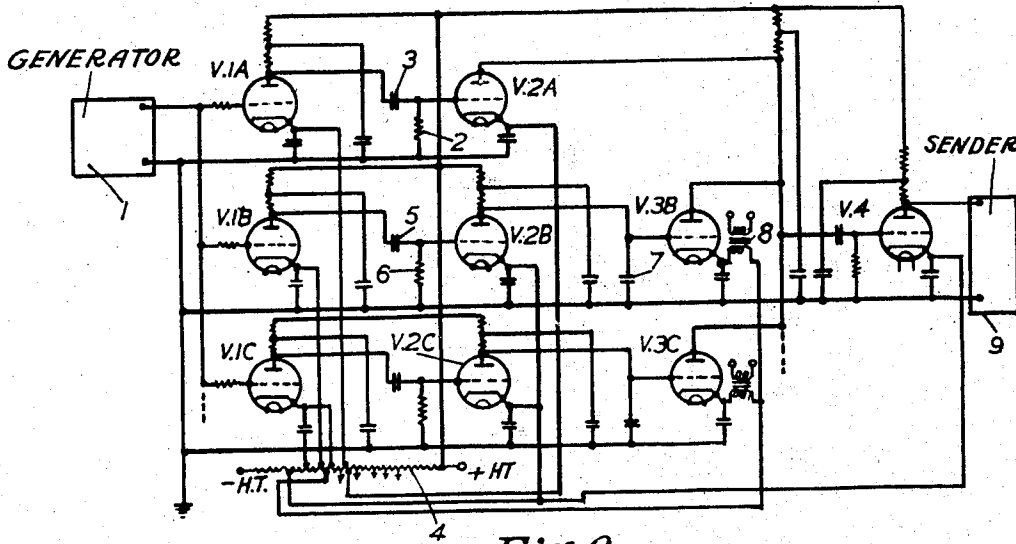 GENERATOR
V.1A
3
V.2A
2
SENDER
1
V.1B
5
V.2B
V.3B
8
V.4
6
7
V.1C
V.2C
V.3C
9
-H.T.
+HT
4